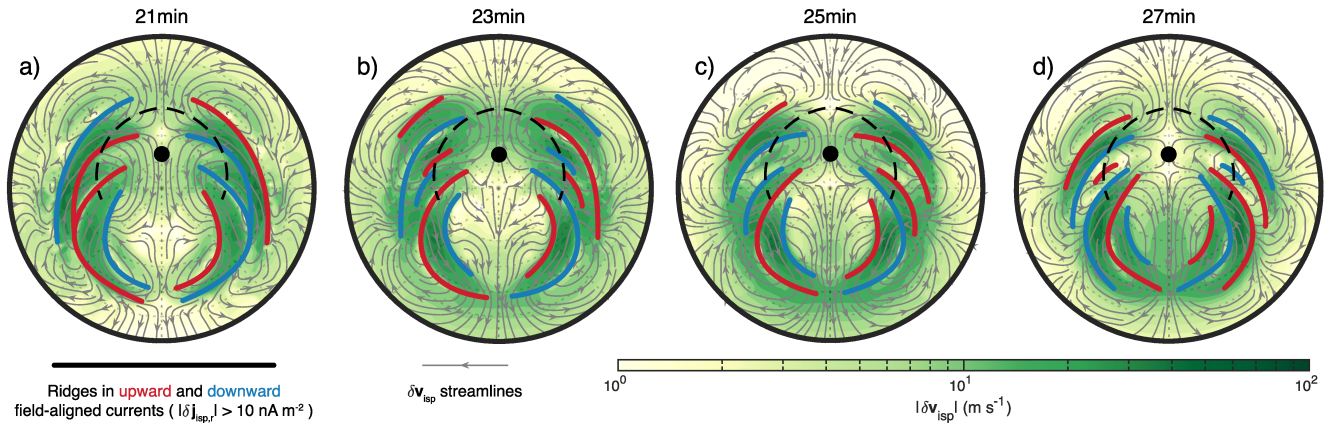 21min
23min
25min
27min
a)
b)
c)
d)
Ridges in upward and downward
field-aligned currents ( |δ j_isp,r| > 10 nA m⁻² )
δv_isp streamlines
10⁰
10¹
10²
|δv_isp| (m s⁻¹)